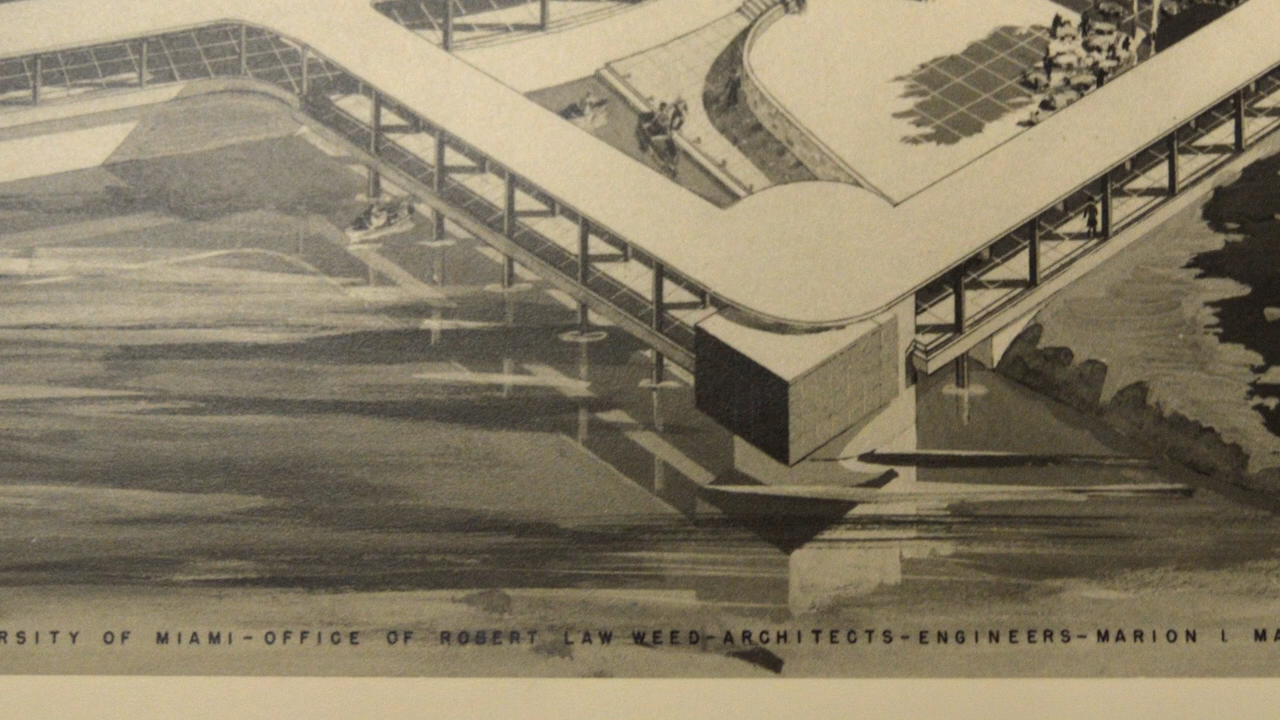 RSITY OF MIAMI-OFFICE OF ROBERT LAW WEED-ARCHITECTS-ENGINEERS-MARION I. MA